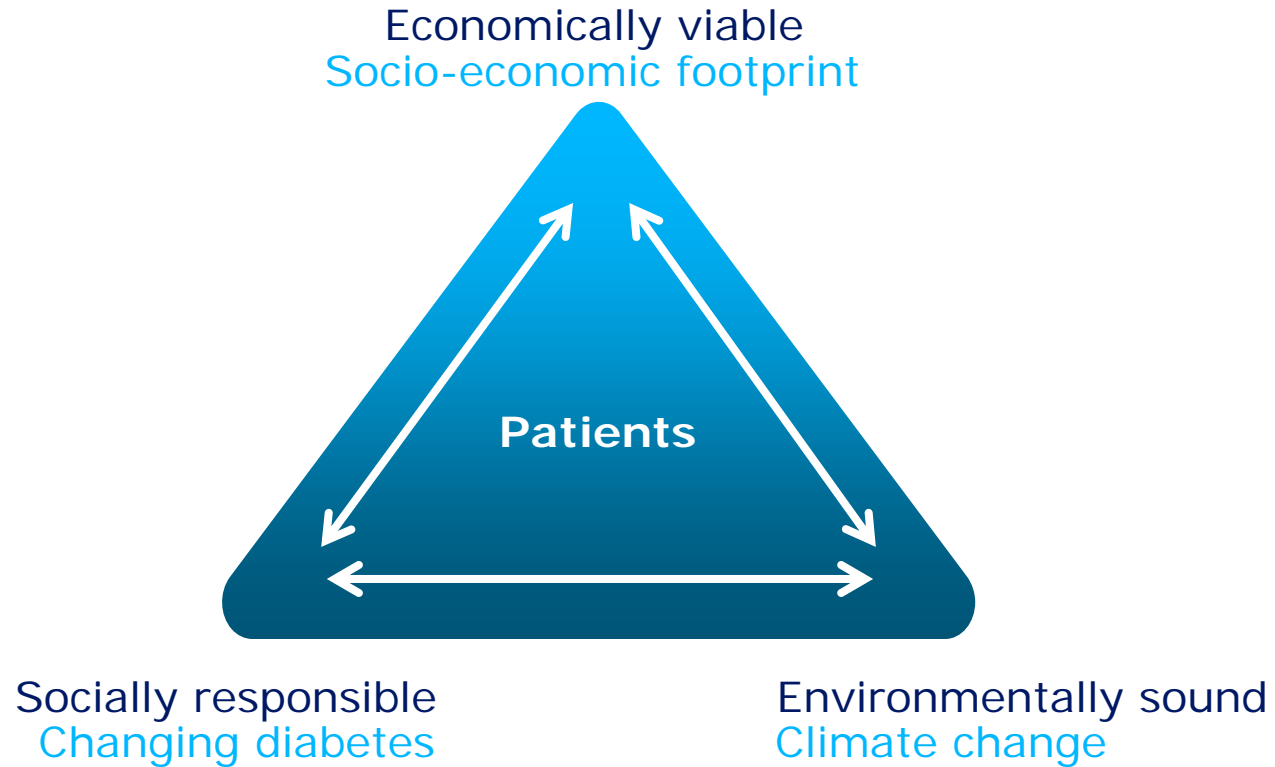 Economically viable
Socio-economic footprint
Patients
Socially responsible
Changing diabetes
Environmentally sound
Climate change